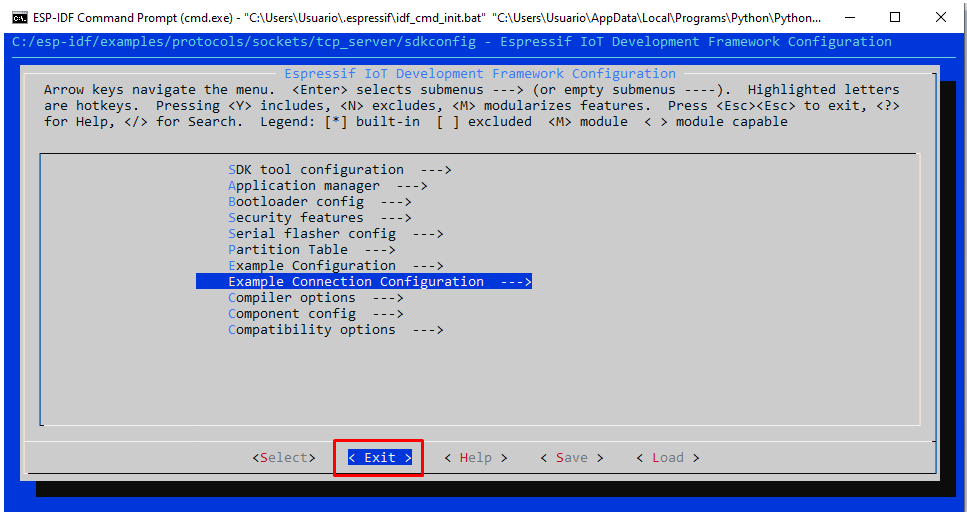 ESP-IDF Command Prompt (cmd.exe) - "C:\Users\Usuario\.espressif\idf_cmd_init.bat" "C:\Users\Usuario\AppData\Local\Programs\Python\Python...
C:/esp-idf/examples/protocols/sockets/tcp_server/sdkconfig - Espressif IoT Development Framework Configuration
Espressif IoT Development Framework Configuration
Arrow keys navigate the menu. <Enter> selects submenus ---> (or empty submenus ----). Highlighted letters
are hotkeys. Pressing <Y> includes, <N> excludes, <M> modularizes features. Press <Esc><Esc> to exit, <?>
for Help, </> for Search. Legend: [*] built-in [ ] excluded <M> module < > module capable
SDK tool configuration --->
Application manager --->
Bootloader config --->
Security features --->
Serial flasher config --->
Partition Table --->
Example Configuration --->
Example Connection Configuration --->
Compiler options --->
Component config --->
Compatibility options --->
<Select> < Exit > < Help > < Save > < Load >